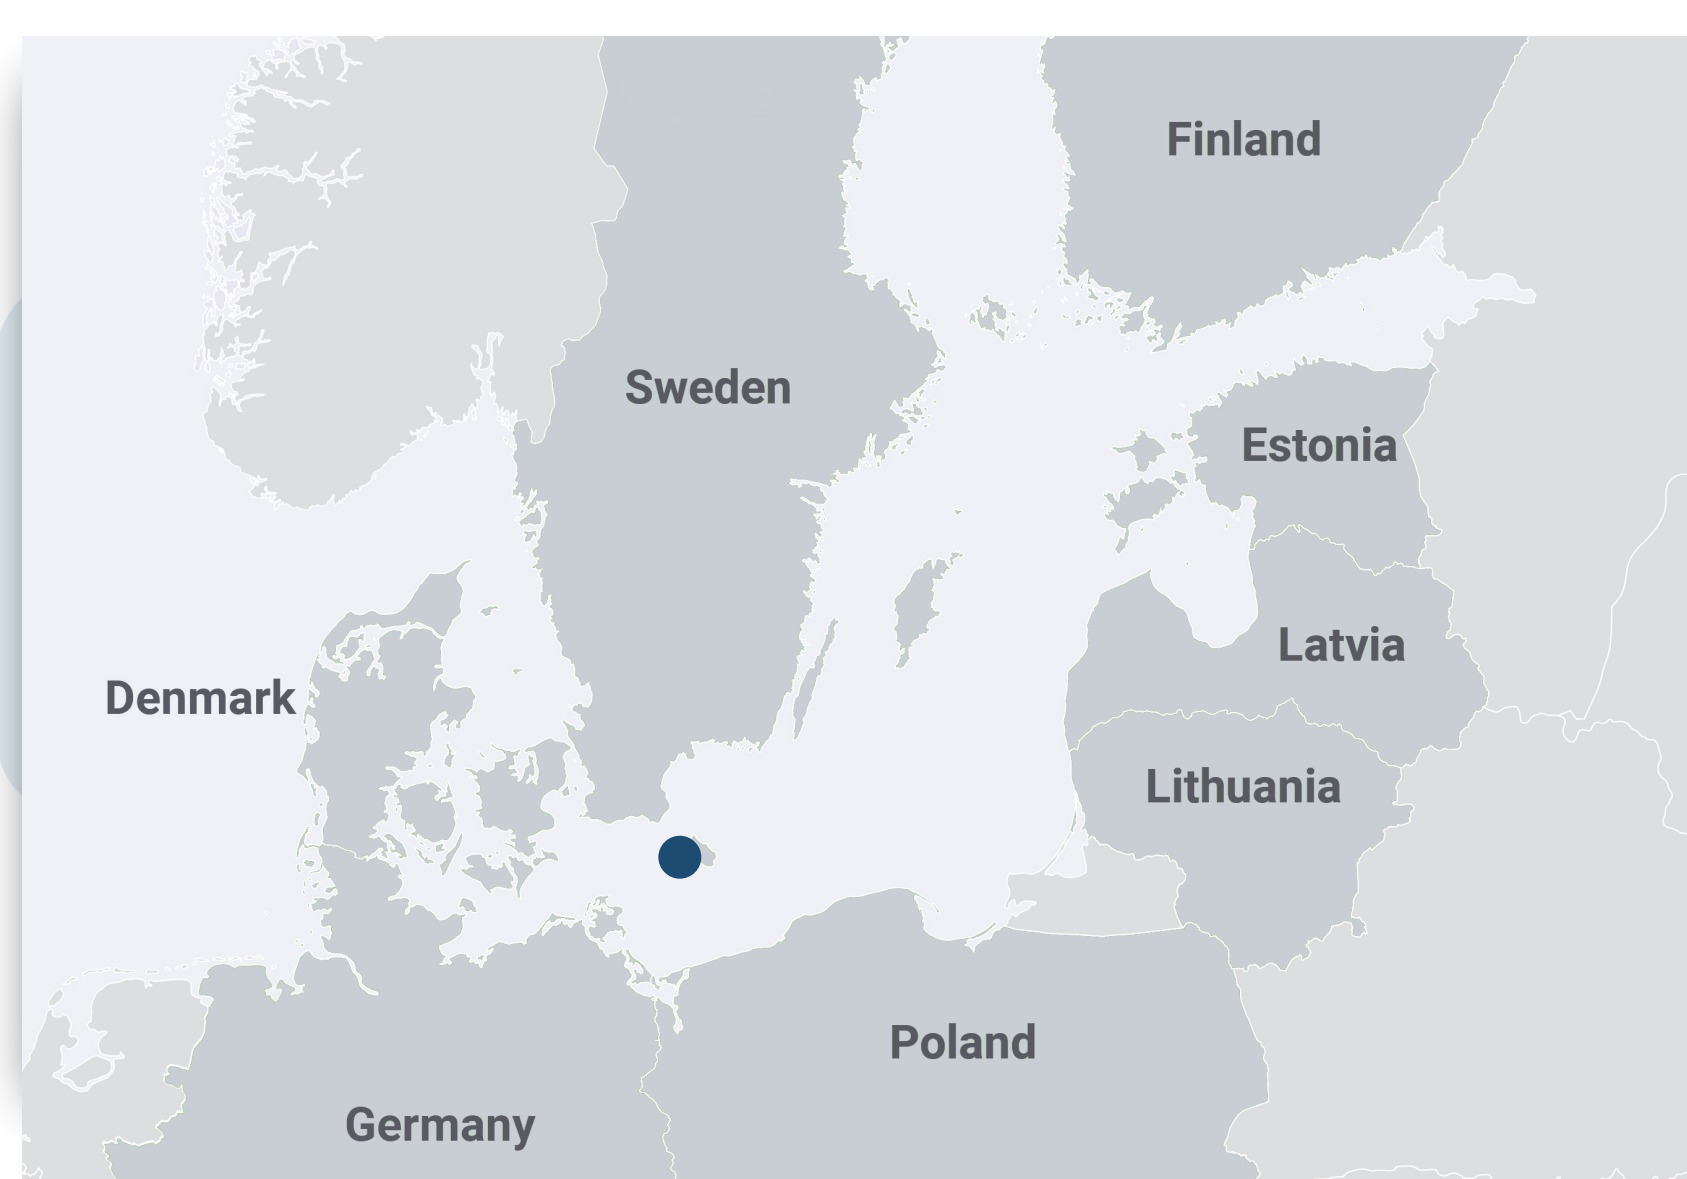 Finland
Sweden
Estonia
Latvia
Denmark
Lithuania
Poland
Germany